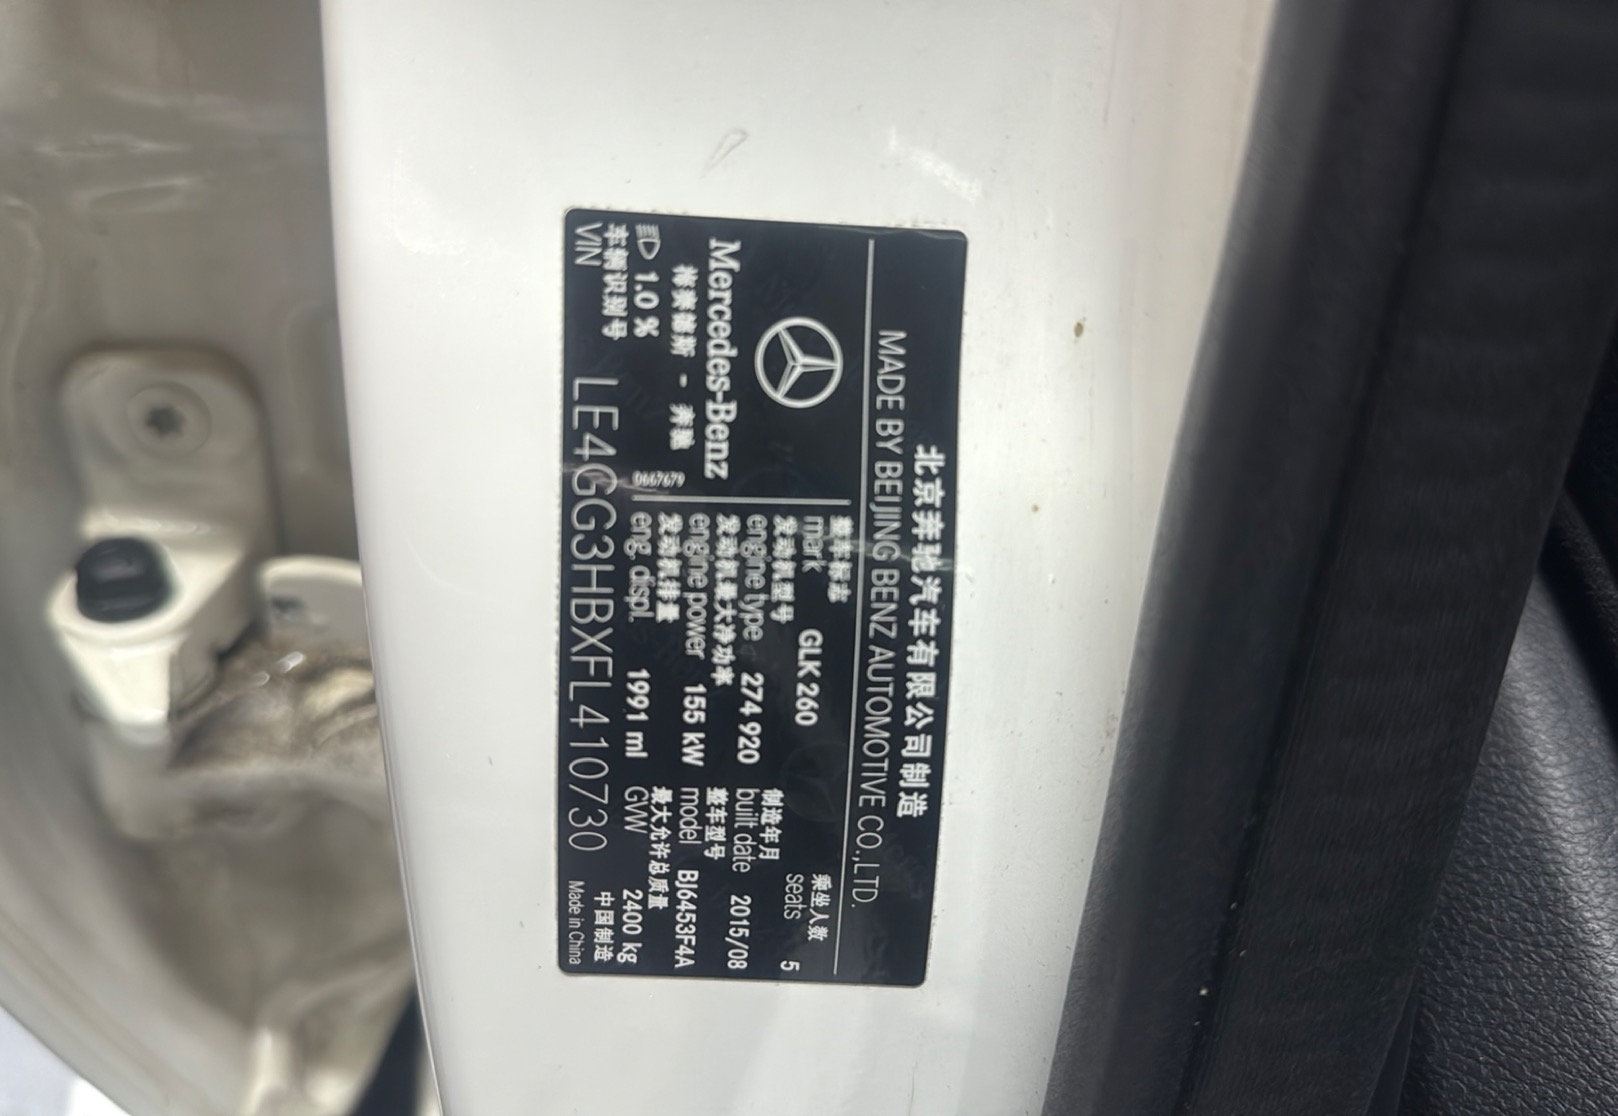 北京奔驰汽车有限公司制造
MADE BY BEIJING BENZ AUTOMOTIVE CO.,LTD.
Mercedes-Benz
梅赛德斯 - 奔驰
0667679
1.0 %
整车标志
mark GLK 260
乘坐人数
seats 5
发动机型号
engine type 274 920
制造年月
built date 2015/08
发动机最大净功率
engine power 155 kW
整车型号
model BJ6453F4A
发动机排量
eng. displ. 1991 ml
最大允许总质量
GVW 2400 kg
车辆识别号
VIN LE4GG3HBXFL410730
中国制造
Made in China